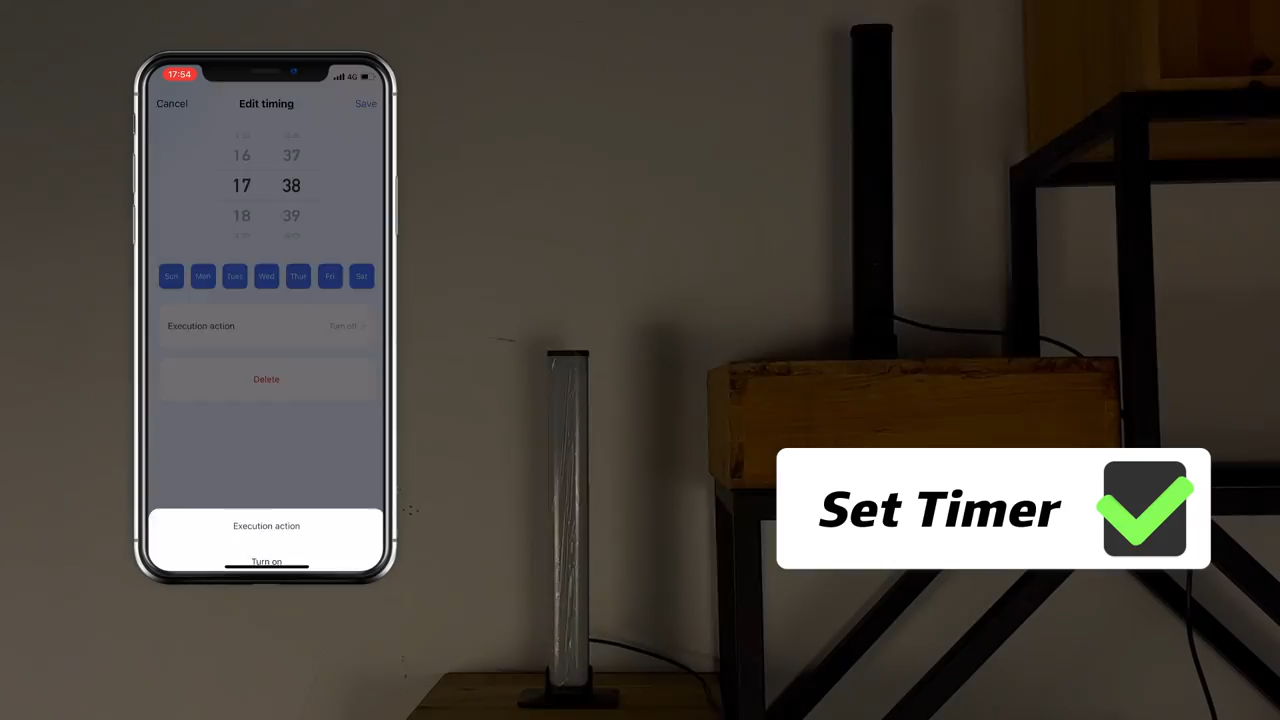 17:54
4G
Cancel
Edit timing
Save
16 37
17 38
18 39
Sun Mon Tues Wed Thur Fri Sat
Execution action
Turn off
Delete
Execution action
Turn on
Set Timer